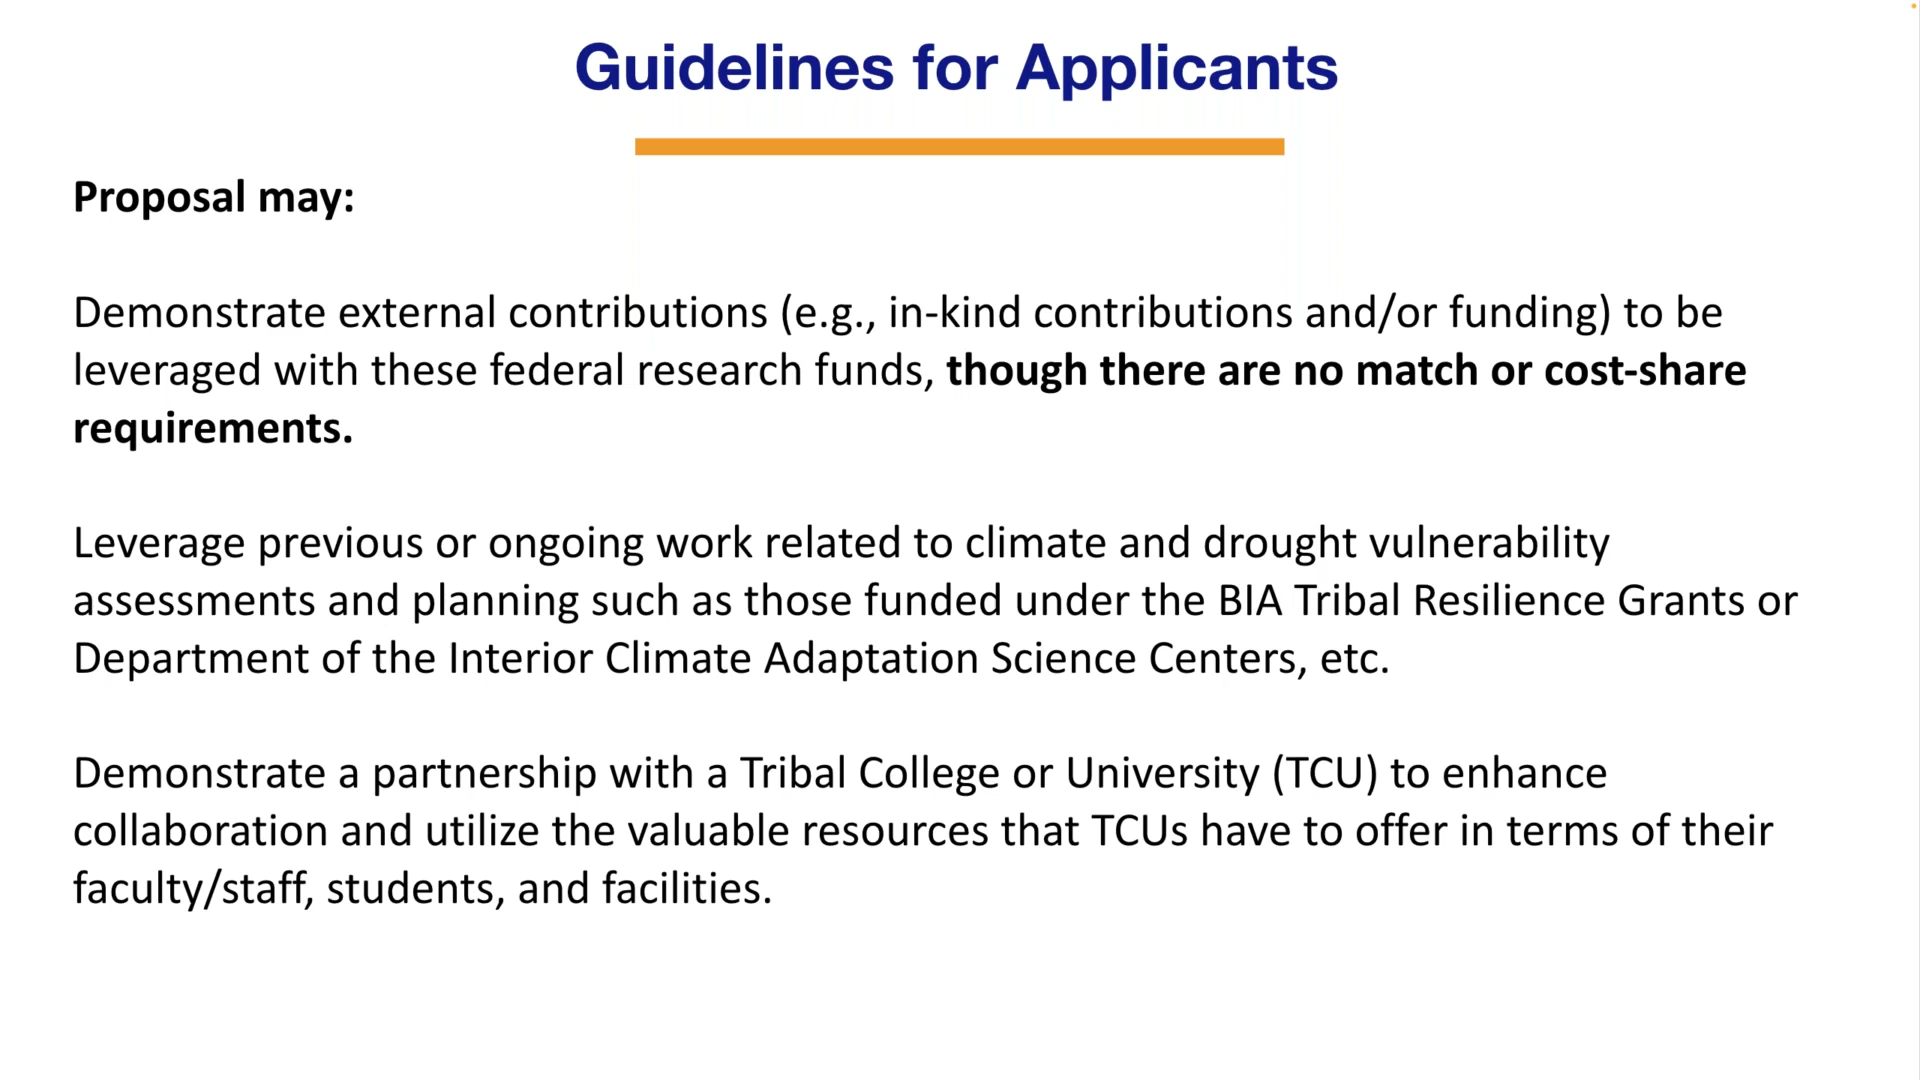 Guidelines for Applicants
Proposal may:
Demonstrate external contributions (e.g., in-kind contributions and/or funding) to be
leveraged with these federal research funds, though there are no match or cost-share
requirements.
Leverage previous or ongoing work related to climate and drought vulnerability
assessments and planning such as those funded under the BIA Tribal Resilience Grants or
Department of the Interior Climate Adaptation Science Centers, etc.
Demonstrate a partnership with a Tribal College or University (TCU) to enhance
collaboration and utilize the valuable resources that TCUs have to offer in terms of their
faculty/staff, students, and facilities.